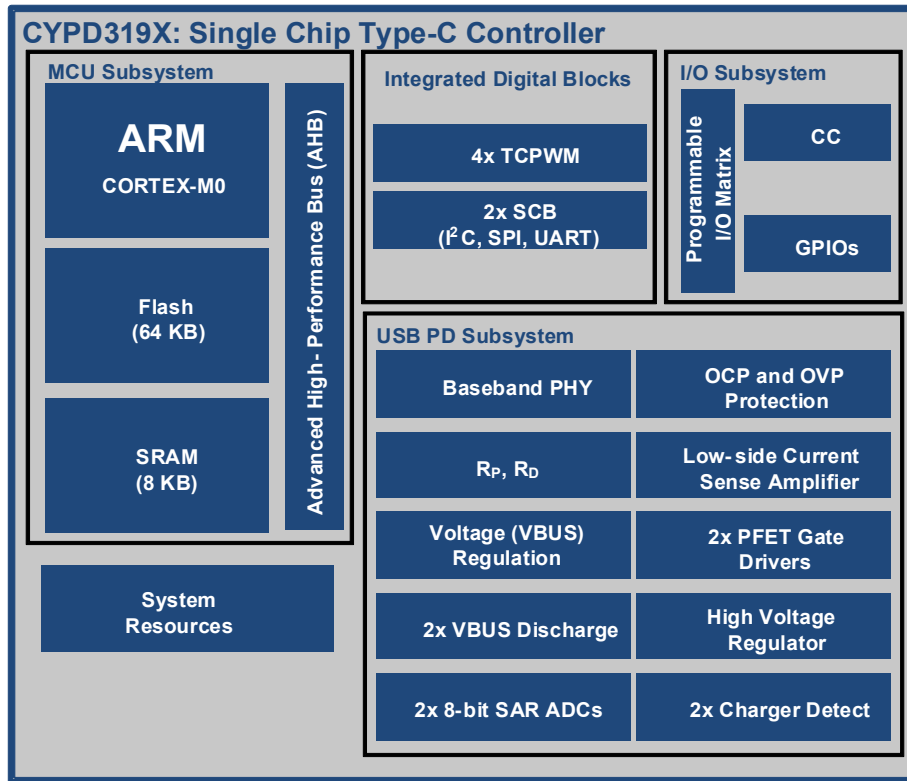 CYPD319X: Single Chip Type-C Controller
MCU Subsystem
ARM
CORTEX-M0
Flash
(64 KB)
SRAM
(8 KB)
Advanced High- Performance Bus (AHB)
System
Resources
Integrated Digital Blocks
4x TCPWM
2x SCB
(I²C, SPI, UART)
I/O Subsystem
Programmable
I/O Matrix
CC
GPIOs
USB PD Subsystem
Baseband PHY
OCP and OVP
Protection
RP, RD
Low-side Current
Sense Amplifier
Voltage (VBUS)
Regulation
2x PFET Gate
Drivers
2x VBUS Discharge
High Voltage
Regulator
2x 8-bit SAR ADCs
2x Charger Detect